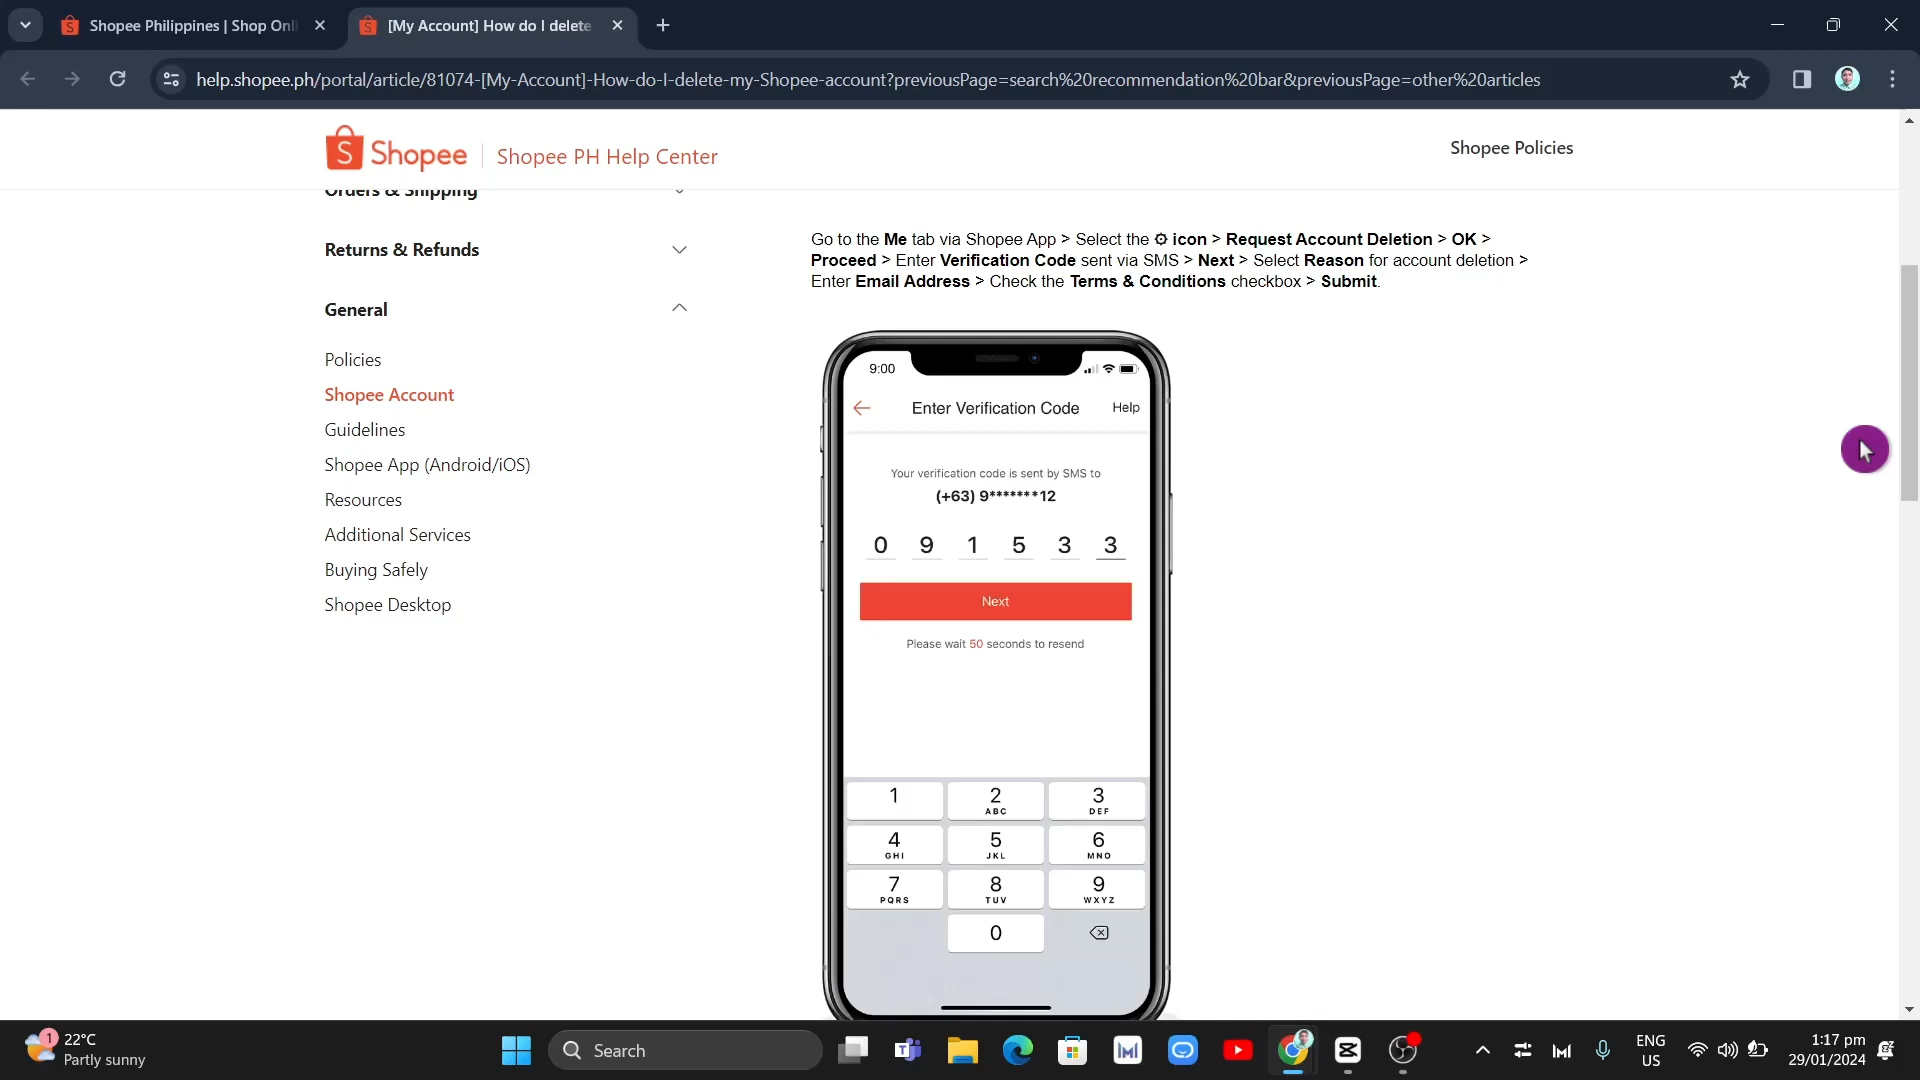 Shopee Philippines | Shop Onli
[My Account] How do I delete
help.shopee.ph/portal/article/81074-[My-Account]-How-do-I-delete-my-Shopee-account?previousPage=search%20recommendation%20bar&previousPage=other%20articles
S Shopee
Shopee PH Help Center
Shopee Policies
Orders & Shipping
Returns & Refunds
General
Policies
Shopee Account
Guidelines
Shopee App (Android/iOS)
Resources
Additional Services
Buying Safely
Shopee Desktop
Go to the Me tab via Shopee App > Select the ⚙ icon > Request Account Deletion > OK >
Proceed > Enter Verification Code sent via SMS > Next > Select Reason for account deletion >
Enter Email Address > Check the Terms & Conditions checkbox > Submit.
9:00
Enter Verification Code
Help
Your verification code is sent by SMS to
(+63) 9*******12
0 9 1 5 3 3
Next
Please wait 50 seconds to resend
1 2 3
ABC DEF
4 5 6
GHI JKL MNO
7 8 9
PQRS TUV WXYZ
0
1
22°C
Partly sunny
Search
ENG
US
1:17 pm
29/01/2024